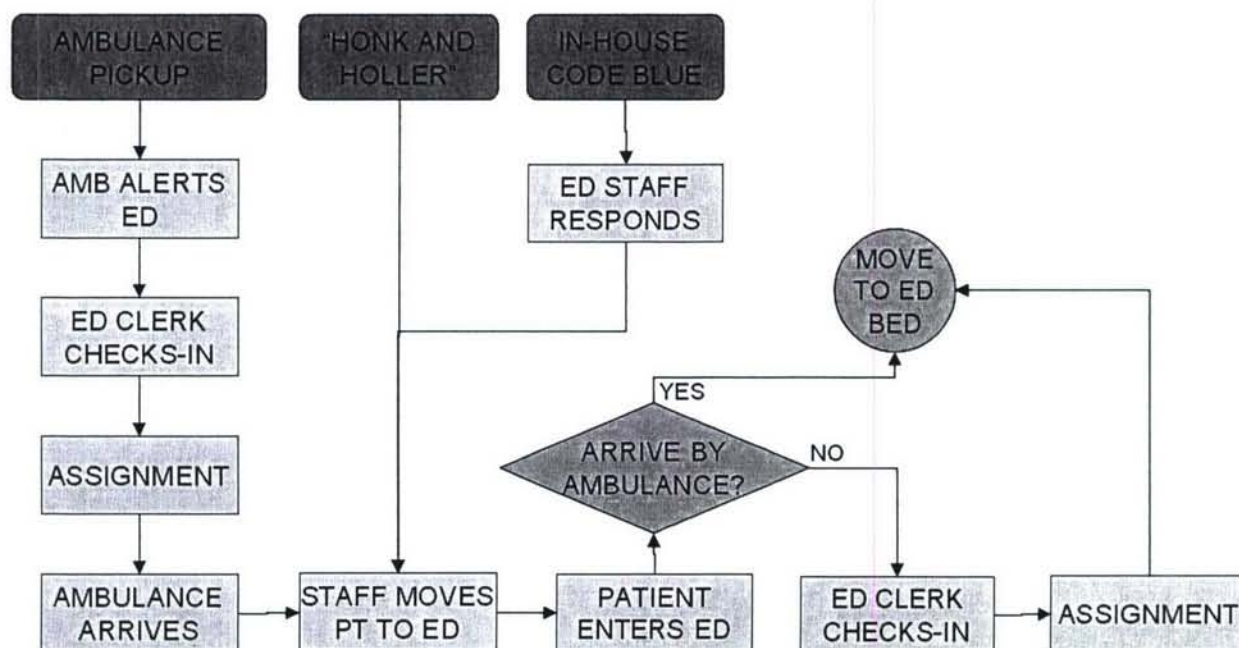 AMBULANCE
PICKUP
"HONK AND
HOLLER"
IN-HOUSE
CODE BLUE
AMB ALERTS
ED
ED STAFF
RESPONDS
MOVE
TO ED
BED
ED CLERK
CHECKS-IN
YES
ARRIVE BY
AMBULANCE?
NO
ASSIGNMENT
AMBULANCE
ARRIVES
STAFF MOVES
PT TO ED
PATIENT
ENTERS ED
ED CLERK
CHECKS-IN
ASSIGNMENT